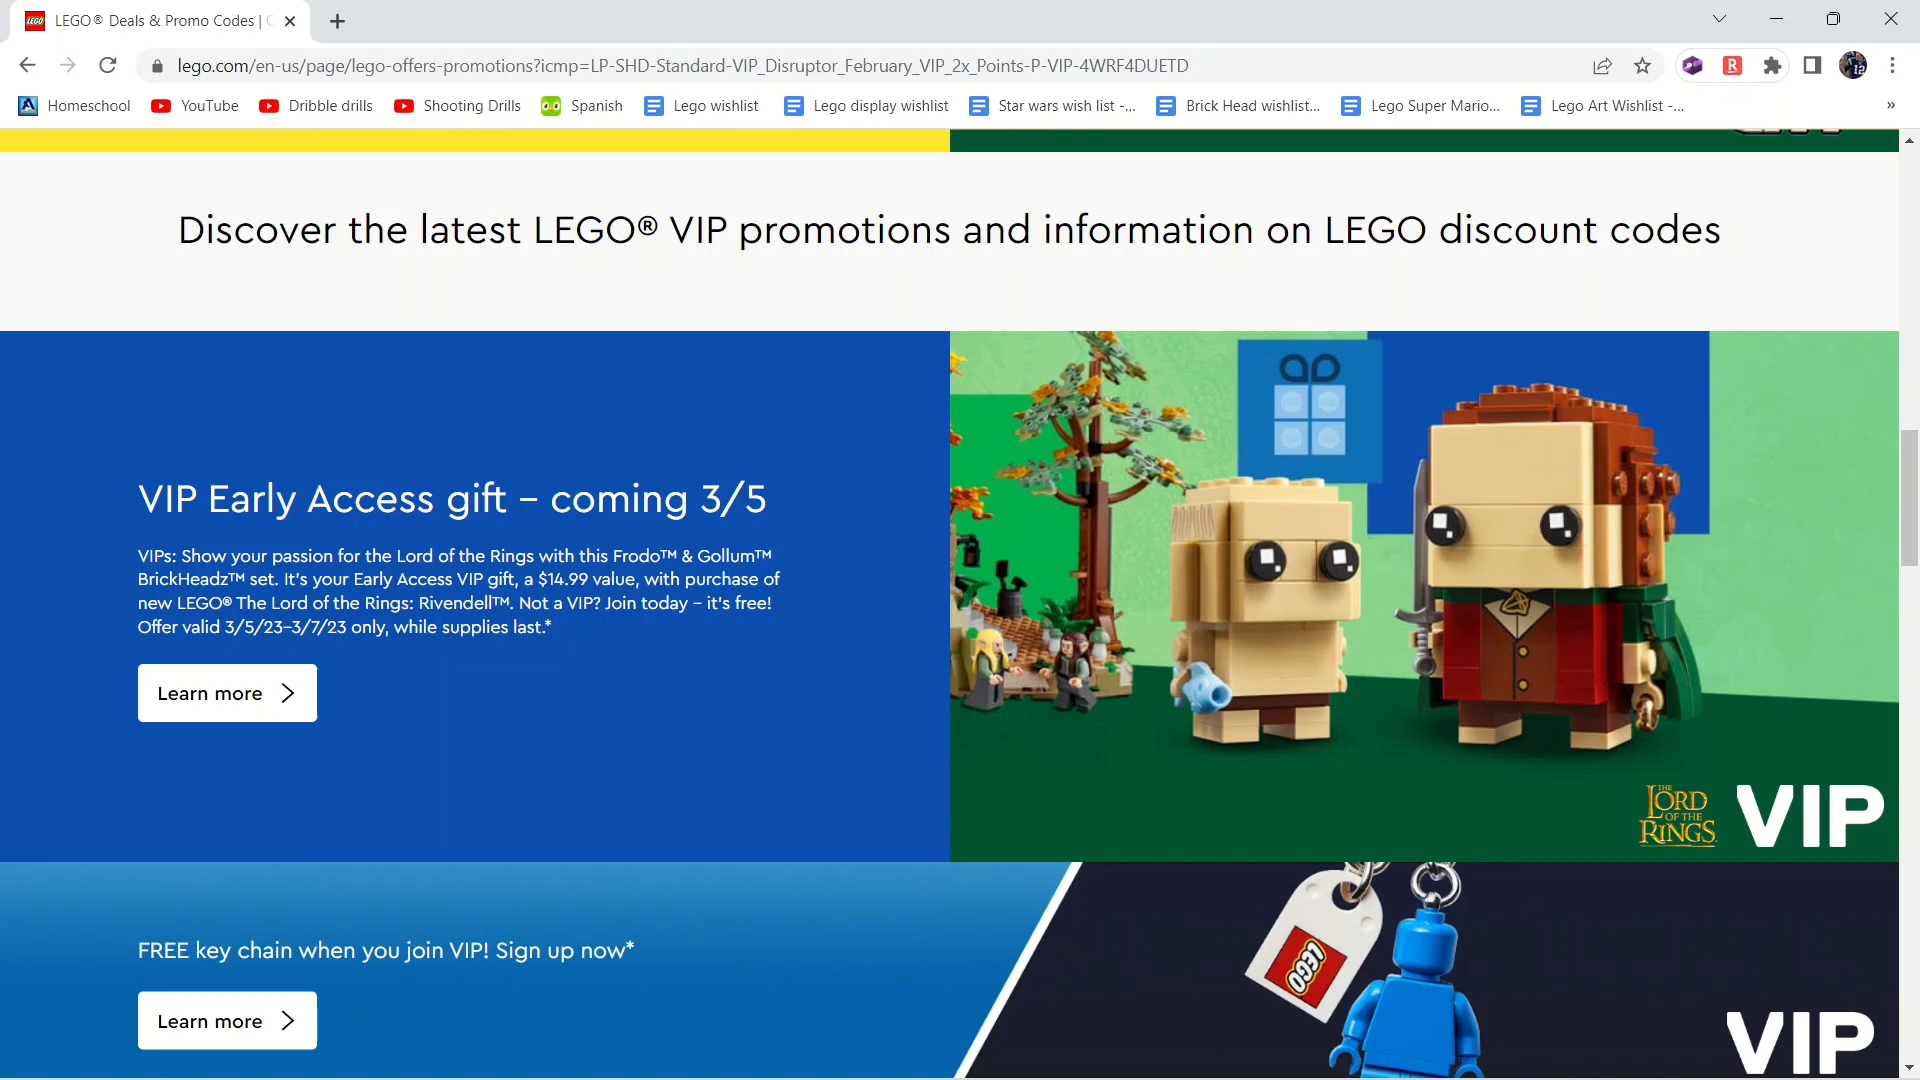 LEGO® Deals & Promo Codes |
lego.com/en-us/page/lego-offers-promotions?icmp=LP-SHD-Standard-VIP_Disruptor_February_VIP_2x_Points-P-VIP-4WRF4DUETD
Homeschool YouTube Dribble drills Shooting Drills Spanish Lego wishlist Lego display wishlist Star wars wish list -... Brick Head wishlist... Lego Super Mario... Lego Art Wishlist -... »
Discover the latest LEGO® VIP promotions and information on LEGO discount codes
VIP Early Access gift – coming 3/5
VIPs: Show your passion for the Lord of the Rings with this Frodo™ & Gollum™
BrickHeadz™ set. It's your Early Access VIP gift, a $14.99 value, with purchase of
new LEGO® The Lord of the Rings: Rivendell™. Not a VIP? Join today – it's free!
Offer valid 3/5/23–3/7/23 only, while supplies last.*
Learn more
THE
LORD
OF THE
RINGS
VIP
FREE key chain when you join VIP! Sign up now*
Learn more
LEGO
VIP